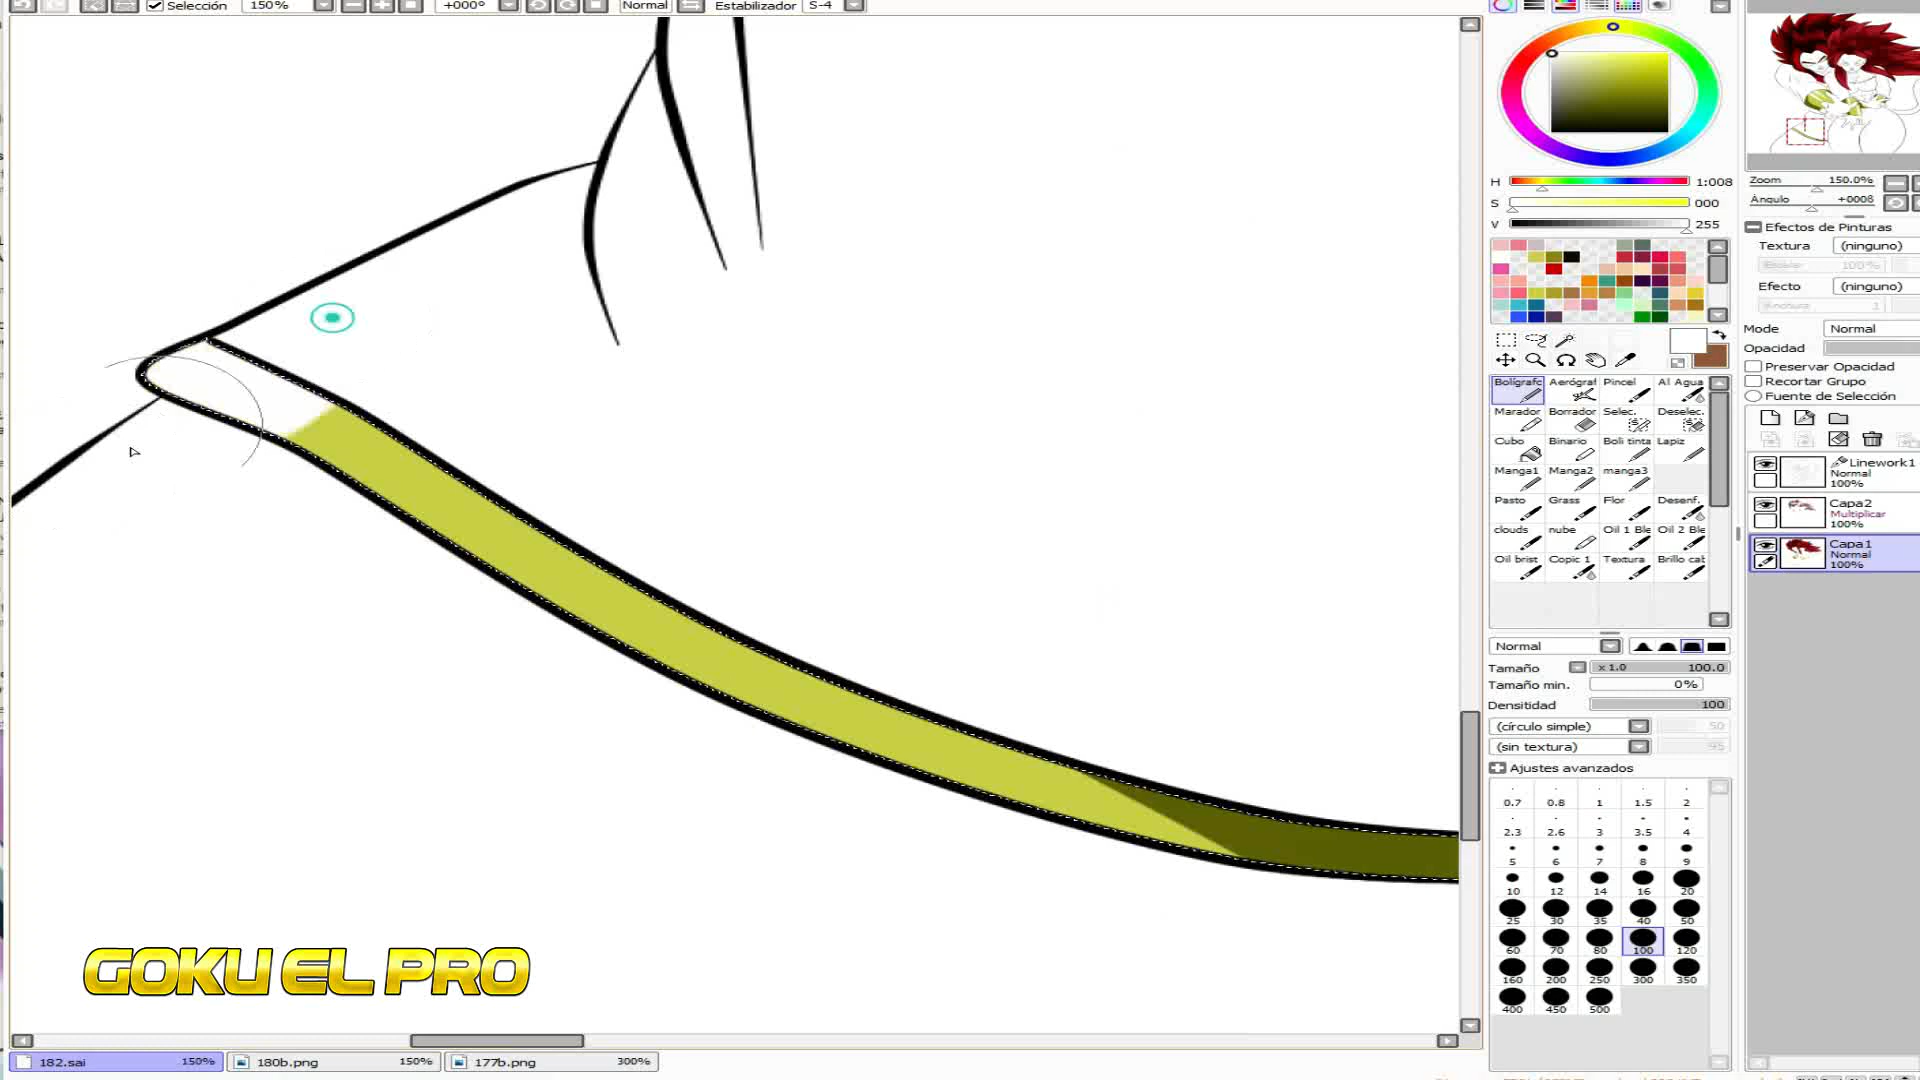 Selección 150% +000° Normal Estabilizador S-4
H 1:008
S 000
V 255
Zoom 150.0%
Ángulo +0008
Efectos de Pinturas
Textura (ninguno)
100%
Efecto (ninguno)
1
Mode Normal
Opacidad
Preservar Opacidad
Recortar Grupo
Fuente de Selección
Bolígrafo Aerógraf Pincel Al Agua
Marador Borrador Selec. Deselec.
Cubo Binario Boli tinta Lapiz
Manga1 Manga2 manga3
Pasto Grass Flor Desenf.
clouds nube Oil 1 Ble Oil 2 Ble
Oil brist Copic 1 Textura Brillo cab
Linework1
Normal
100%
Capa2
Multiplicar
100%
Capa1
Normal
100%
Normal
Tamaño x 1.0 100.0
Tamaño min. 0%
Densitidad 100
(círculo simple) 50
(sin textura) 95
Ajustes avanzados
0.7 0.8 1 1.5 2
2.3 2.6 3 3.5 4
5 6 7 8 9
10 12 14 16 20
25 30 35 40 50
60 70 80 100 120
160 200 250 300 350
400 450 500
GOKU EL PRO
182.sai 150% 180b.png 150% 177b.png 300%